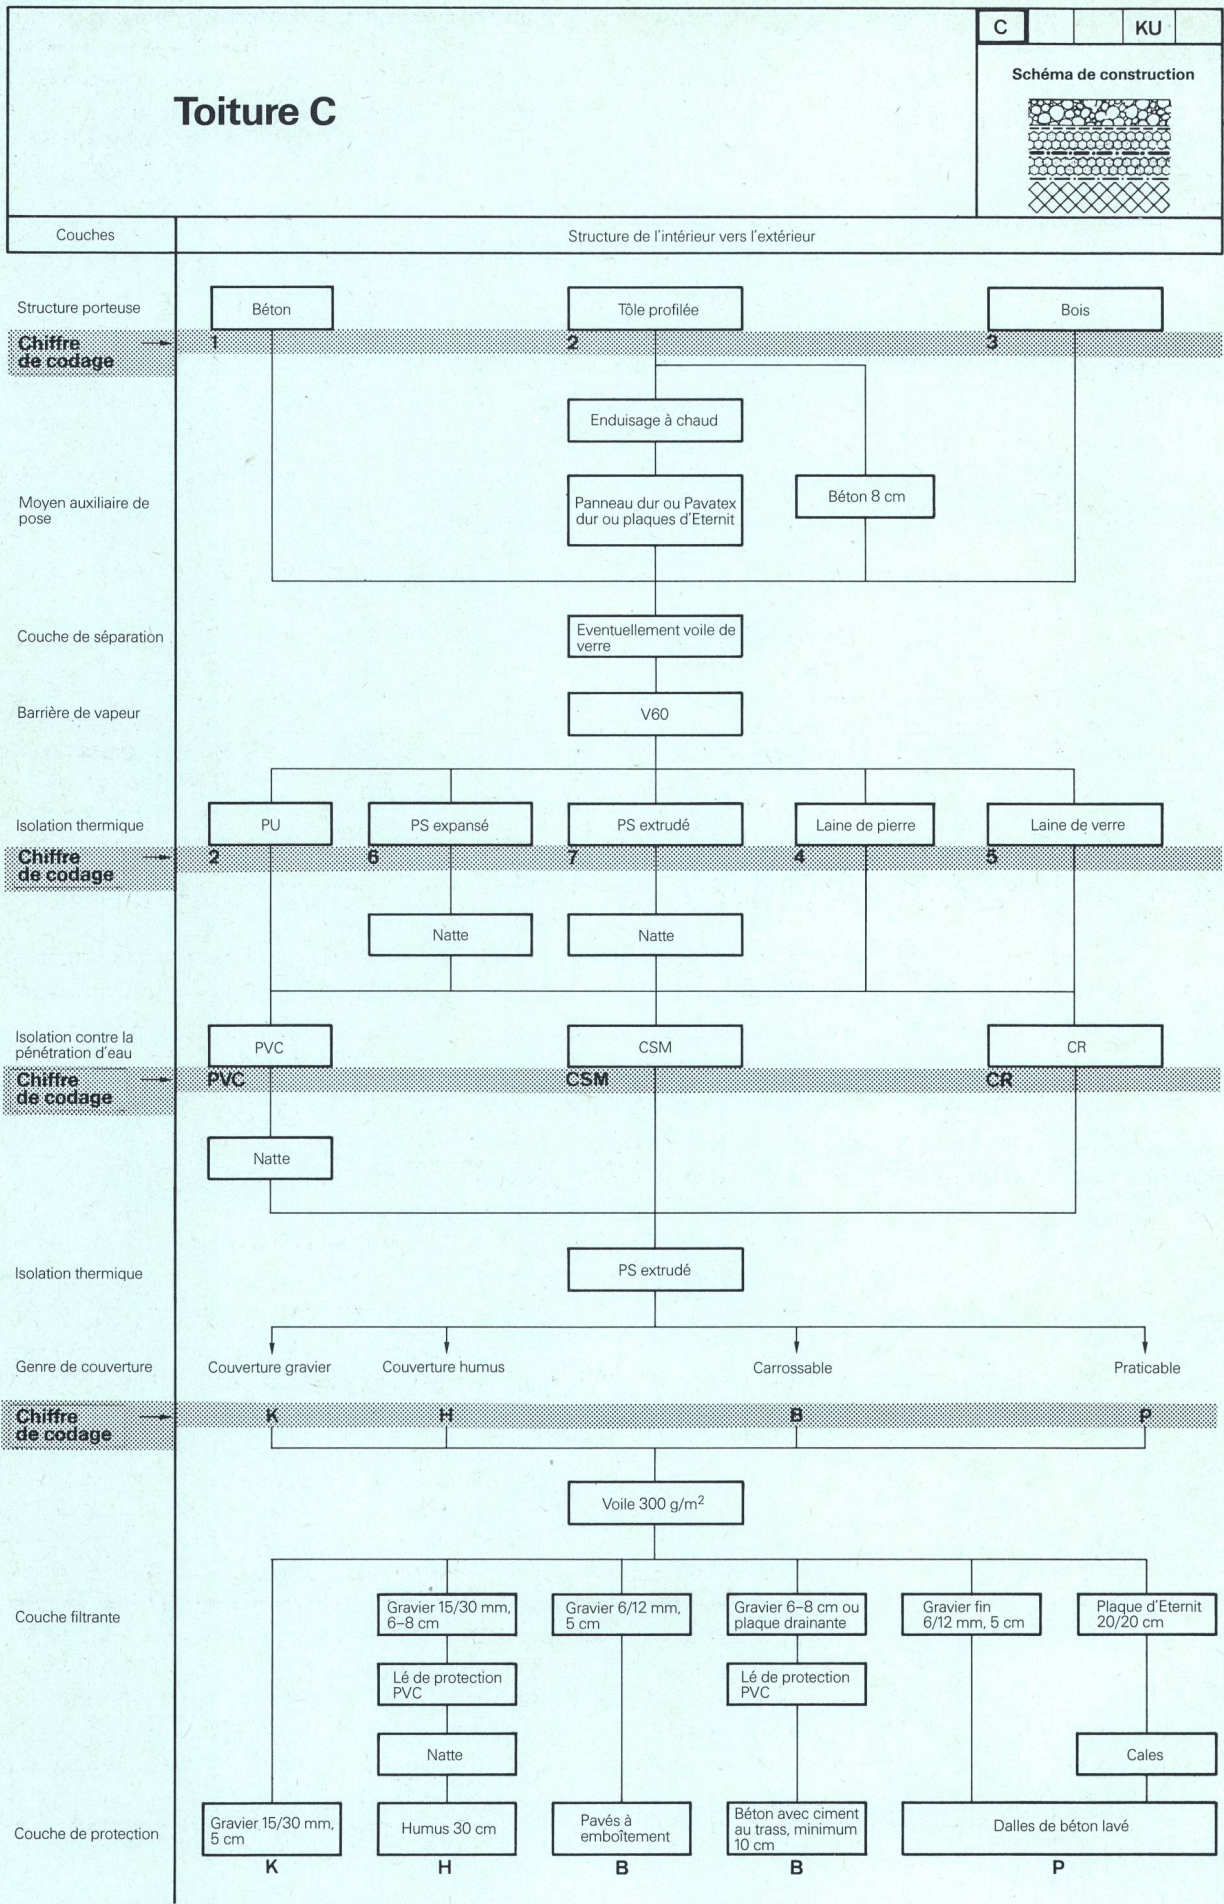 C
KU
Schéma de construction
Toiture C
Couches
Structure de l'intérieur vers l'extérieur
Structure porteuse
Béton
Tôle profilée
Bois
Chiffre
de codage
1
2
3
Enduisage à chaud
Moyen auxiliaire de
pose
Panneau dur ou Pavatex
dur ou plaques d'Eternit
Béton 8 cm
Couche de séparation
Eventuellement voile de
verre
Barrière de vapeur
V60
Isolation thermique
PU
PS expansé
PS extrudé
Laine de pierre
Laine de verre
Chiffre
de codage
2
6
7
4
5
Natte
Natte
Isolation contre la
pénétration d'eau
PVC
CSM
CR
Chiffre
de codage
PVC
CSM
CR
Natte
Isolation thermique
PS extrudé
Genre de couverture
Couverture gravier
Couverture humus
Carrossable
Praticable
Chiffre
de codage
K
H
B
P
Voile 300 g/m²
Couche filtrante
Gravier 15/30 mm,
6–8 cm
Gravier 6/12 mm,
5 cm
Gravier 6–8 cm ou
plaque drainante
Gravier fin
6/12 mm, 5 cm
Plaque d'Eternit
20/20 cm
Lé de protection
PVC
Lé de protection
PVC
Natte
Cales
Couche de protection
Gravier 15/30 mm,
5 cm
Humus 30 cm
Pavés à
emboîtement
Béton avec ciment
au trass, minimum
10 cm
Dalles de béton lavé
K
H
B
B
P